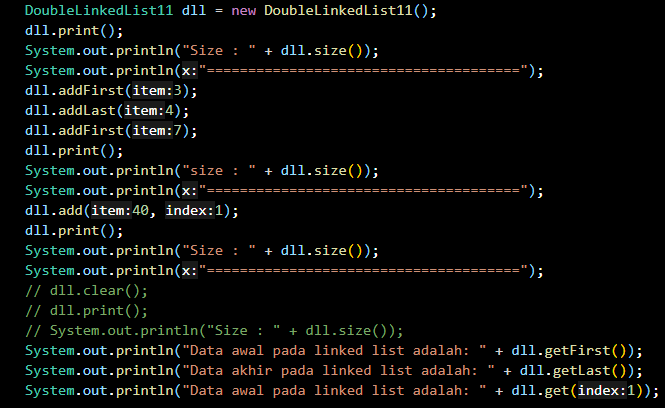 DoubleLinkedList11 dll = new DoubleLinkedList11();
dll.print();
System.out.println("Size : " + dll.size());
System.out.println(x:"=======================================");
dll.addFirst(item:3);
dll.addLast(item:4);
dll.addFirst(item:7);
dll.print();
System.out.println("size : " + dll.size());
System.out.println(x:"=======================================");
dll.add(item:40, index:1);
dll.print();
System.out.println("Size : " + dll.size());
System.out.println(x:"=======================================");
// dll.clear();
// dll.print();
// System.out.println("Size : " + dll.size());
System.out.println("Data awal pada linked list adalah: " + dll.getFirst());
System.out.println("Data akhir pada linked list adalah: " + dll.getLast());
System.out.println("Data awal pada linked list adalah: " + dll.get(index:1));